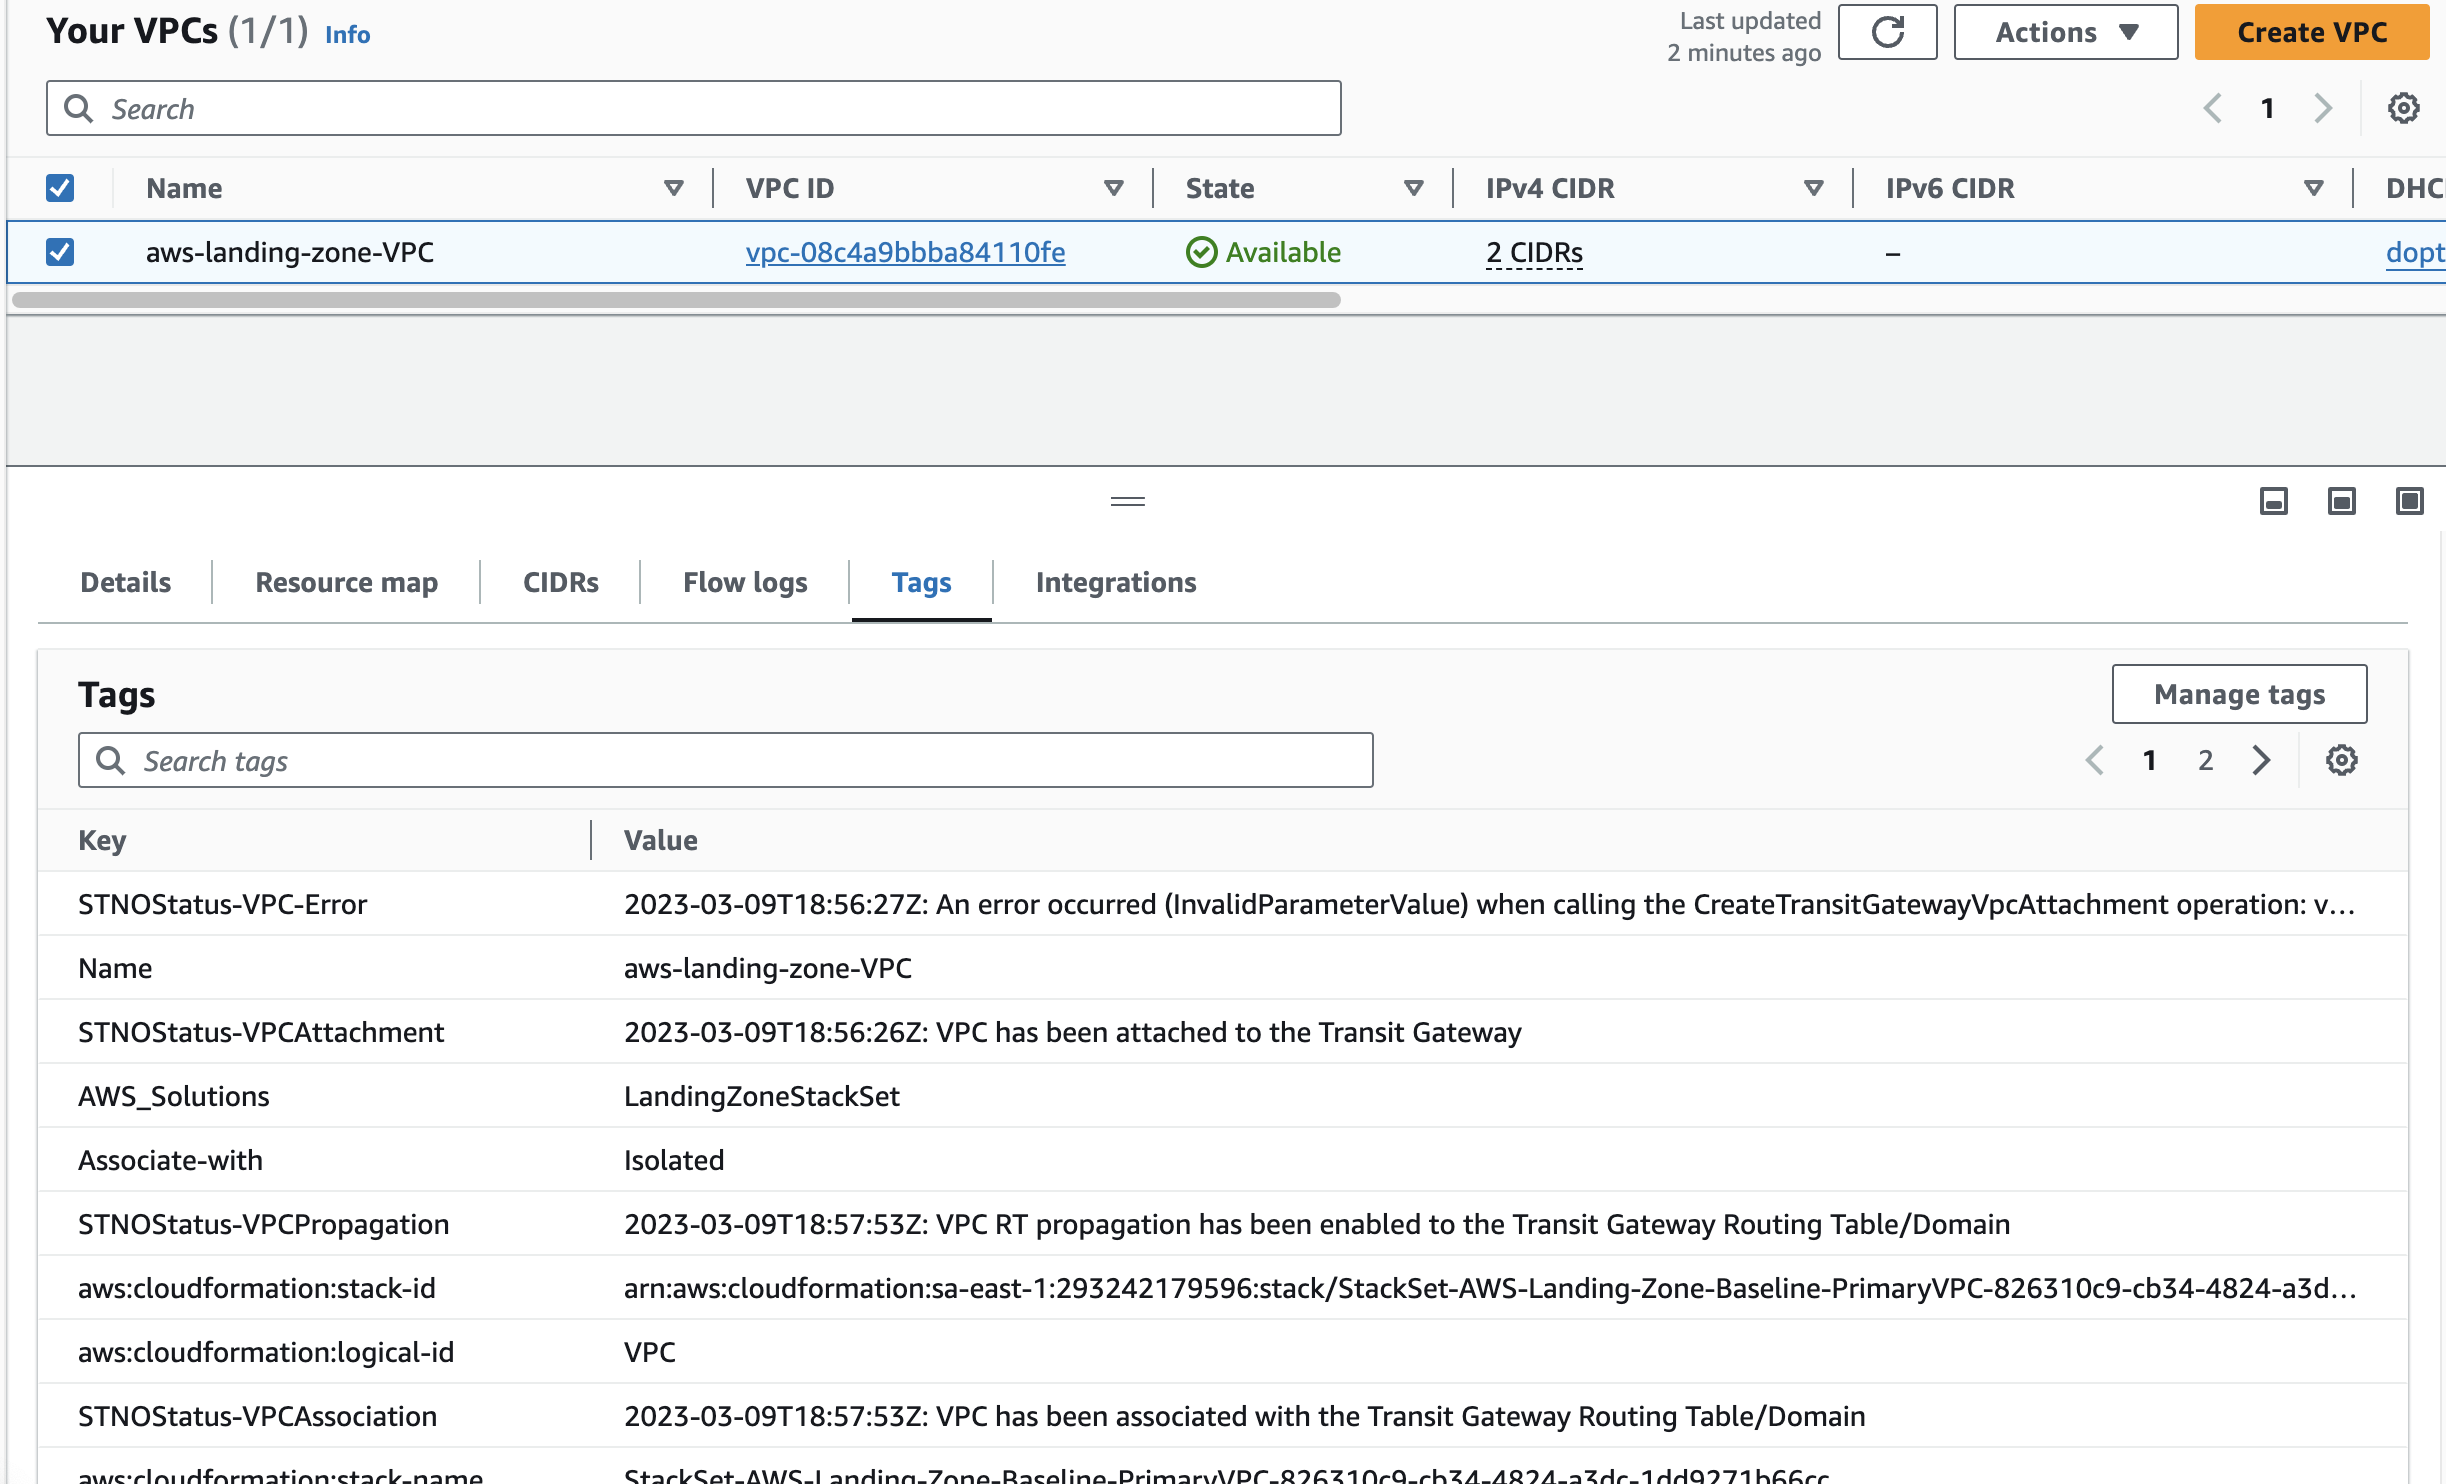 Your VPCs (1/1) Info
Last updated
2 minutes ago
Actions
Create VPC
Search
1
Name VPC ID State IPv4 CIDR IPv6 CIDR DHC
aws-landing-zone-VPC vpc-08c4a9bbba84110fe Available 2 CIDRs – dopt
Details Resource map CIDRs Flow logs Tags Integrations
Tags
Manage tags
Search tags
1 2
Key Value
STNOStatus-VPC-Error 2023-03-09T18:56:27Z: An error occurred (InvalidParameterValue) when calling the CreateTransitGatewayVpcAttachment operation: v...
Name aws-landing-zone-VPC
STNOStatus-VPCAttachment 2023-03-09T18:56:26Z: VPC has been attached to the Transit Gateway
AWS_Solutions LandingZoneStackSet
Associate-with Isolated
STNOStatus-VPCPropagation 2023-03-09T18:57:53Z: VPC RT propagation has been enabled to the Transit Gateway Routing Table/Domain
aws:cloudformation:stack-id arn:aws:cloudformation:sa-east-1:293242179596:stack/StackSet-AWS-Landing-Zone-Baseline-PrimaryVPC-826310c9-cb34-4824-a3d...
aws:cloudformation:logical-id VPC
STNOStatus-VPCAssociation 2023-03-09T18:57:53Z: VPC has been associated with the Transit Gateway Routing Table/Domain
aws:cloudformation:stack-name StackSet-AWS-Landing-Zone-Baseline-PrimaryVPC-826310c9-cb34-4824-a3dc-1dd9271b66cc